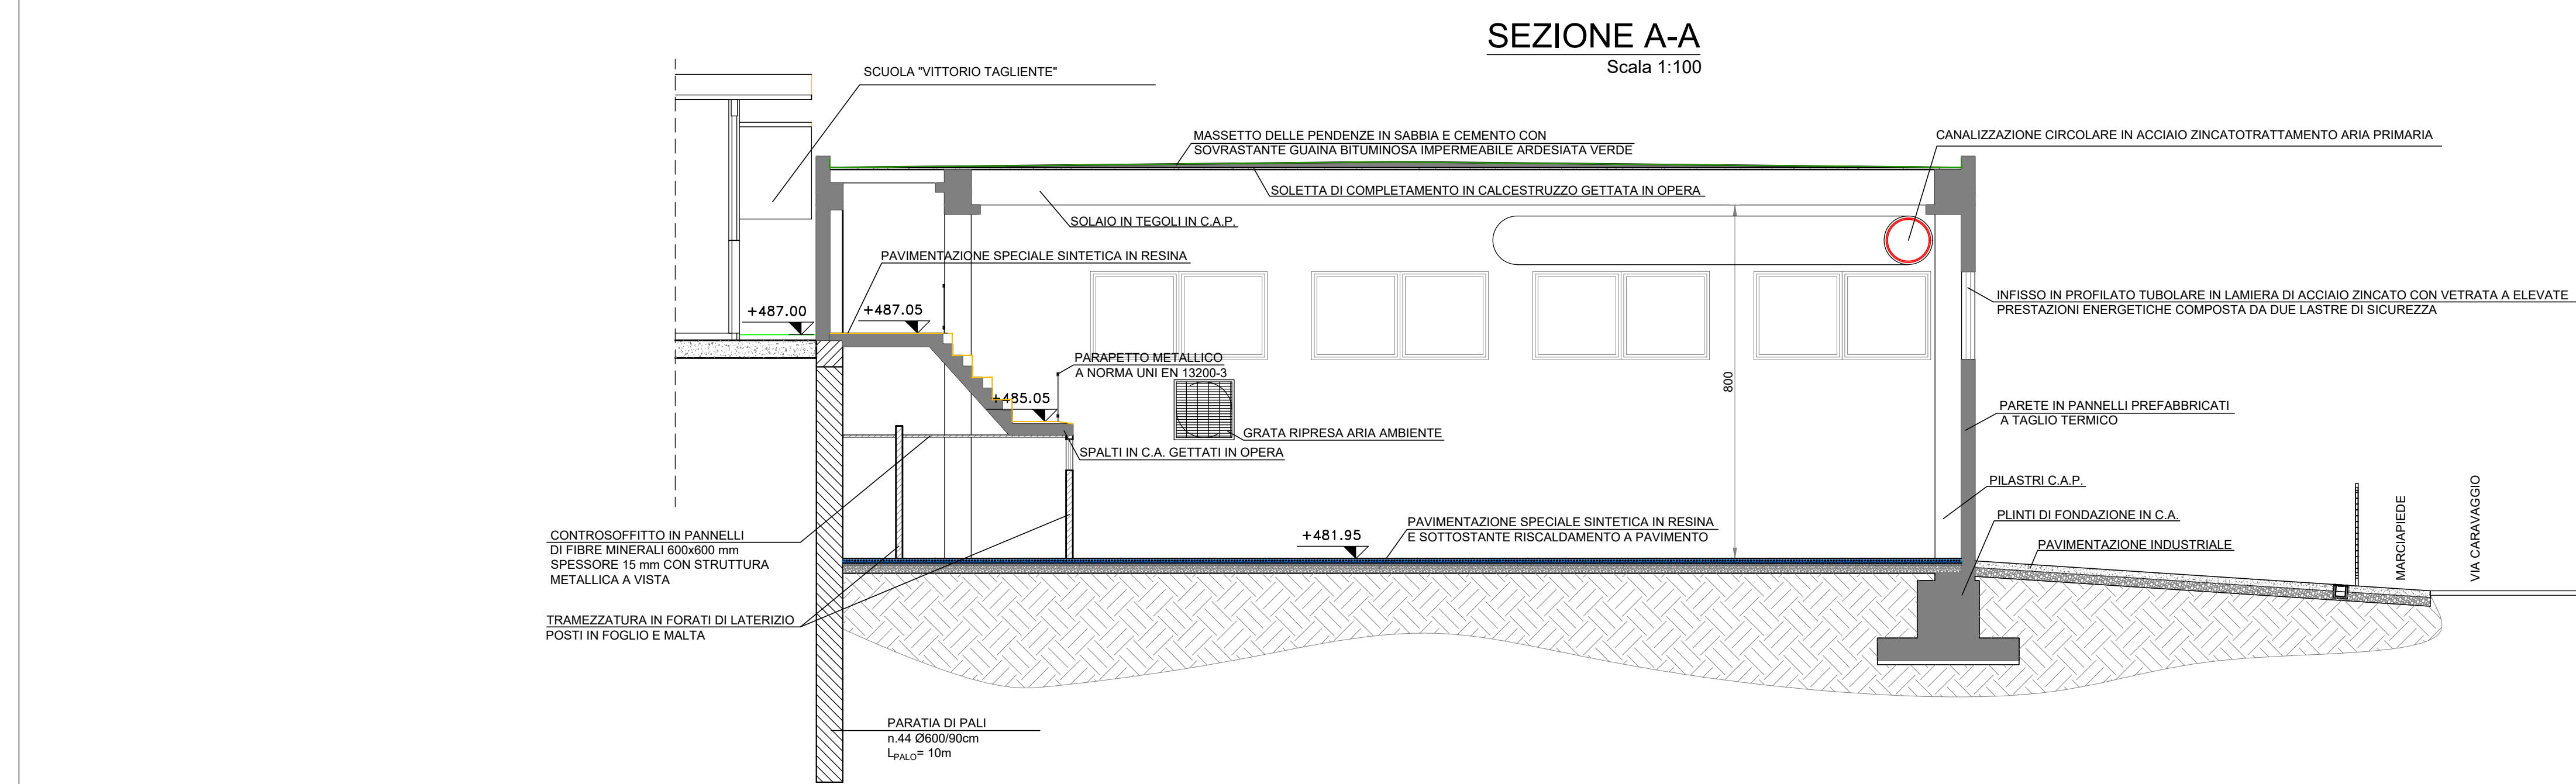 SEZIONE A-A
Scala 1:100
SCUOLA "VITTORIO TAGLIENTE"
MASSETTO DELLE PENDENZE IN SABBIA E CEMENTO CON
SOVRASTANTE GUAINA BITUMINOSA IMPERMEABILE ARDESIATA VERDE
CANALIZZAZIONE CIRCOLARE IN ACCIAIO ZINCATOTRATTAMENTO ARIA PRIMARIA
SOLETTA DI COMPLETAMENTO IN CALCESTRUZZO GETTATA IN OPERA
SOLAIO IN TEGOLI IN C.A.P.
PAVIMENTAZIONE SPECIALE SINTETICA IN RESINA
+487.00
+487.05
INFISSO IN PROFILATO TUBOLARE IN LAMIERA DI ACCIAIO ZINCATO CON VETRATA A ELEVATE
PRESTAZIONI ENERGETICHE COMPOSTA DA DUE LASTRE DI SICUREZZA
PARAPETTO METALLICO
A NORMA UNI EN 13200-3
800
+485.05
PARETE IN PANNELLI PREFABBRICATI
A TAGLIO TERMICO
GRATA RIPRESA ARIA AMBIENTE
SPALTI IN C.A. GETTATI IN OPERA
PILASTRI C.A.P.
PLINTI DI FONDAZIONE IN C.A.
PAVIMENTAZIONE INDUSTRIALE
MARCIAPIEDE
VIA CARAVAGGIO
CONTROSOFFITTO IN PANNELLI
DI FIBRE MINERALI 600x600 mm
SPESSORE 15 mm CON STRUTTURA
METALLICA A VISTA
+481.95
PAVIMENTAZIONE SPECIALE SINTETICA IN RESINA
E SOTTOSTANTE RISCALDAMENTO A PAVIMENTO
TRAMEZZATURA IN FORATI DI LATERIZIO
POSTI IN FOGLIO E MALTA
PARATIA DI PALI
n.44 Ø600/90cm
LPALO= 10m